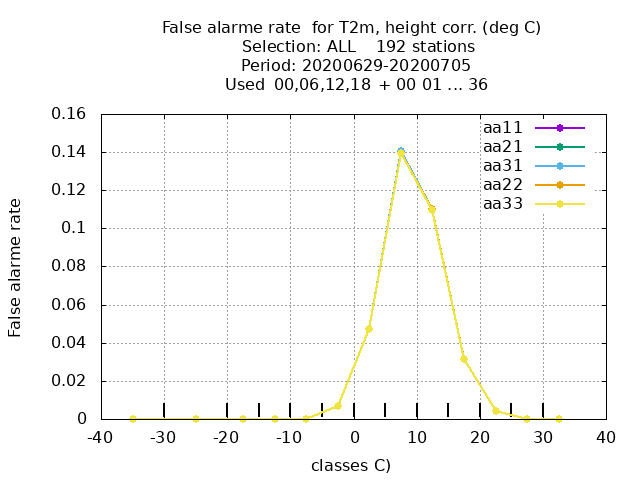 False alarme rate  for T2m, height corr. (deg C)
Selection: ALL    192 stations
Period: 20200629-20200705
Used  00,06,12,18  + 00 01 ... 36
0.16
0.14
0.12
0.1
0.08
0.06
0.04
0.02
0
False alarme rate
aa11
aa21
aa31
aa22
aa33
-40 -30 -20 -10 0 10 20 30 40
classes C)